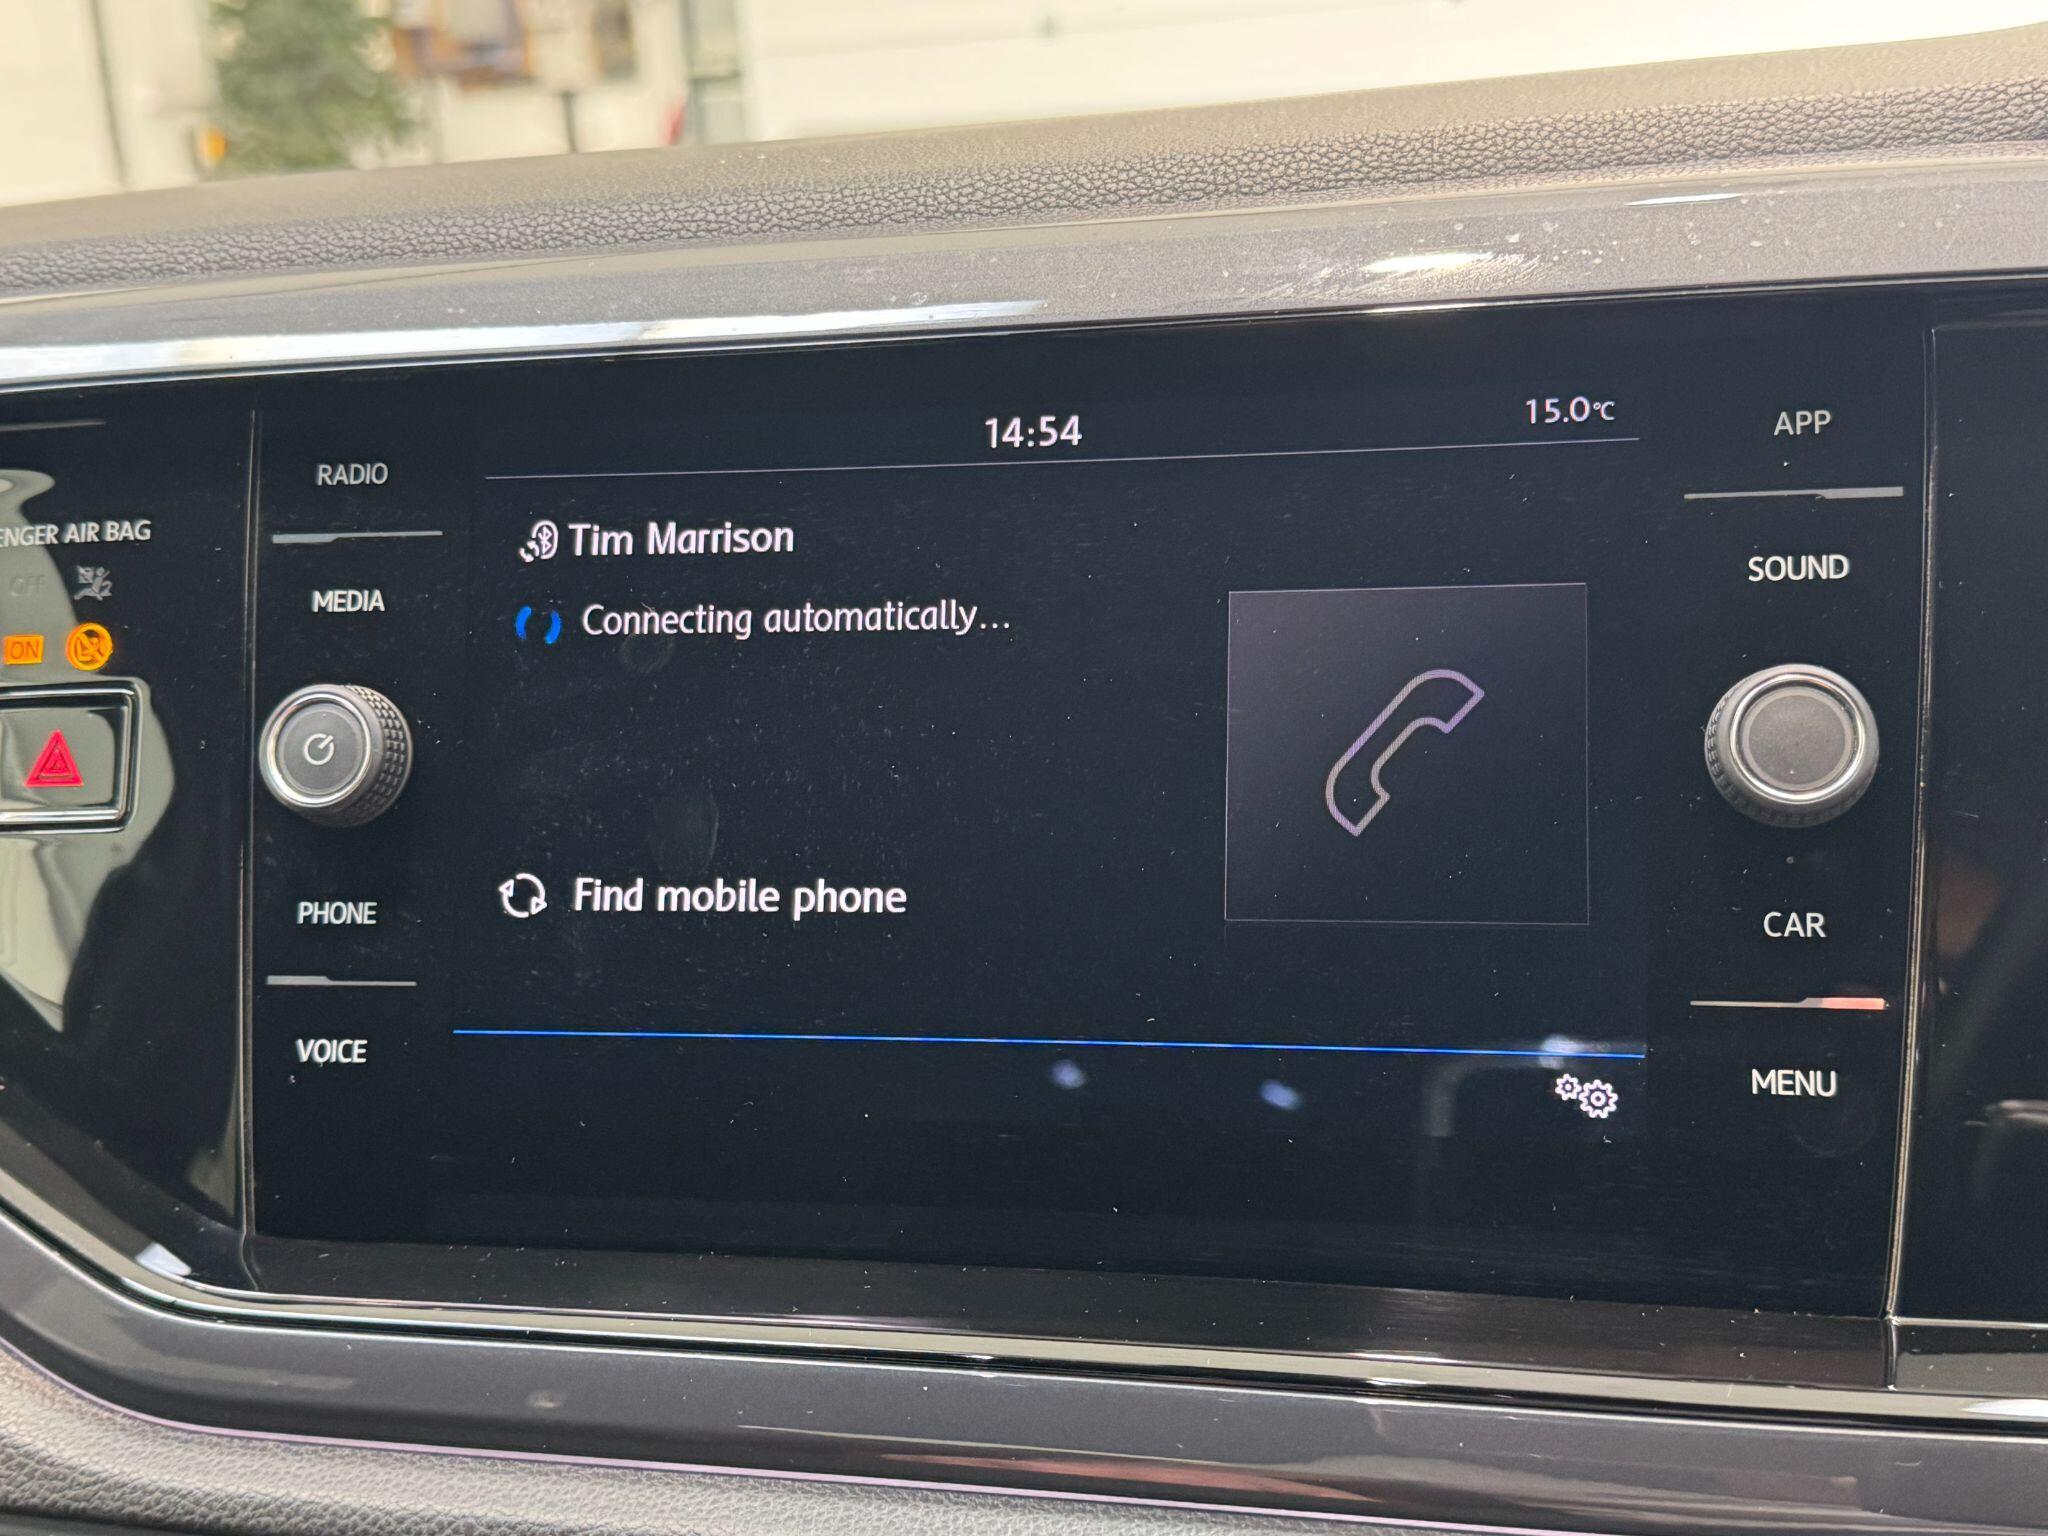 14:54
15.0°C
APP
RADIO
ENGER AIR BAG
OFF
ON
Tim Marrison
SOUND
MEDIA
Connecting automatically...
PHONE
Find mobile phone
CAR
VOICE
MENU